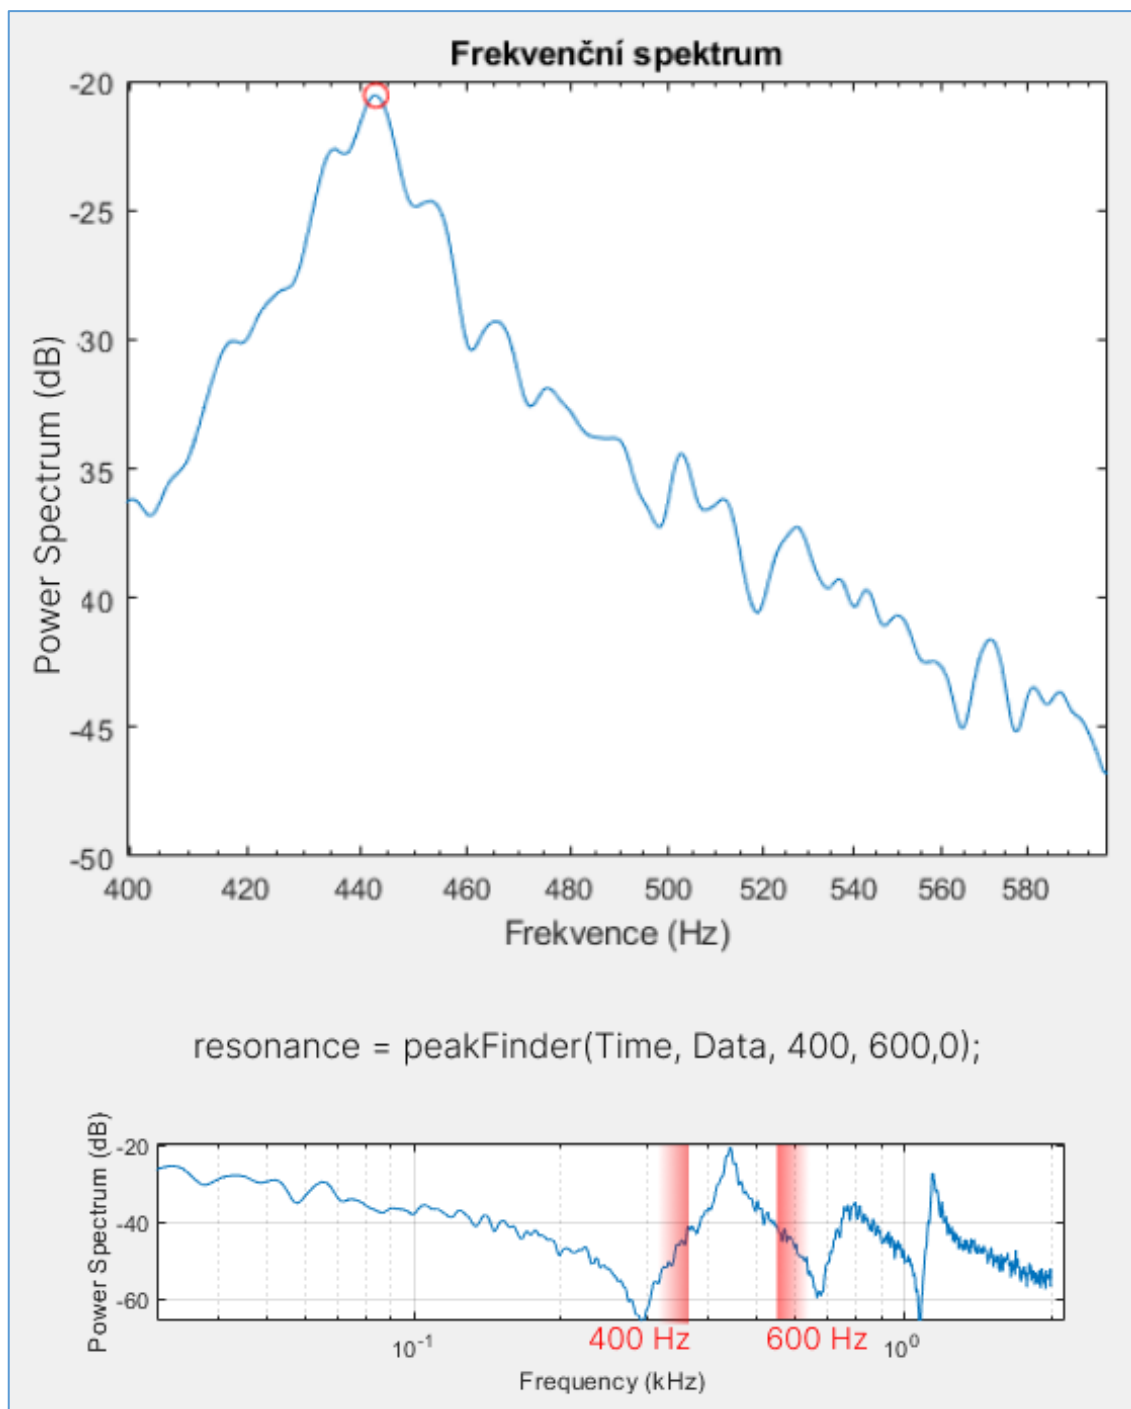 Frekvenční spektrum
-20
-25
-30
35
40
-45
-50
Power Spectrum (dB)
400 420 440 460 480 500 520 540 560 580
Frekvence (Hz)
resonance = peakFinder(Time, Data, 400, 600,0);
-20
-40
-60
Power Spectrum (dB)
400 Hz 600 Hz
10⁻¹ 10⁰
Frequency (kHz)